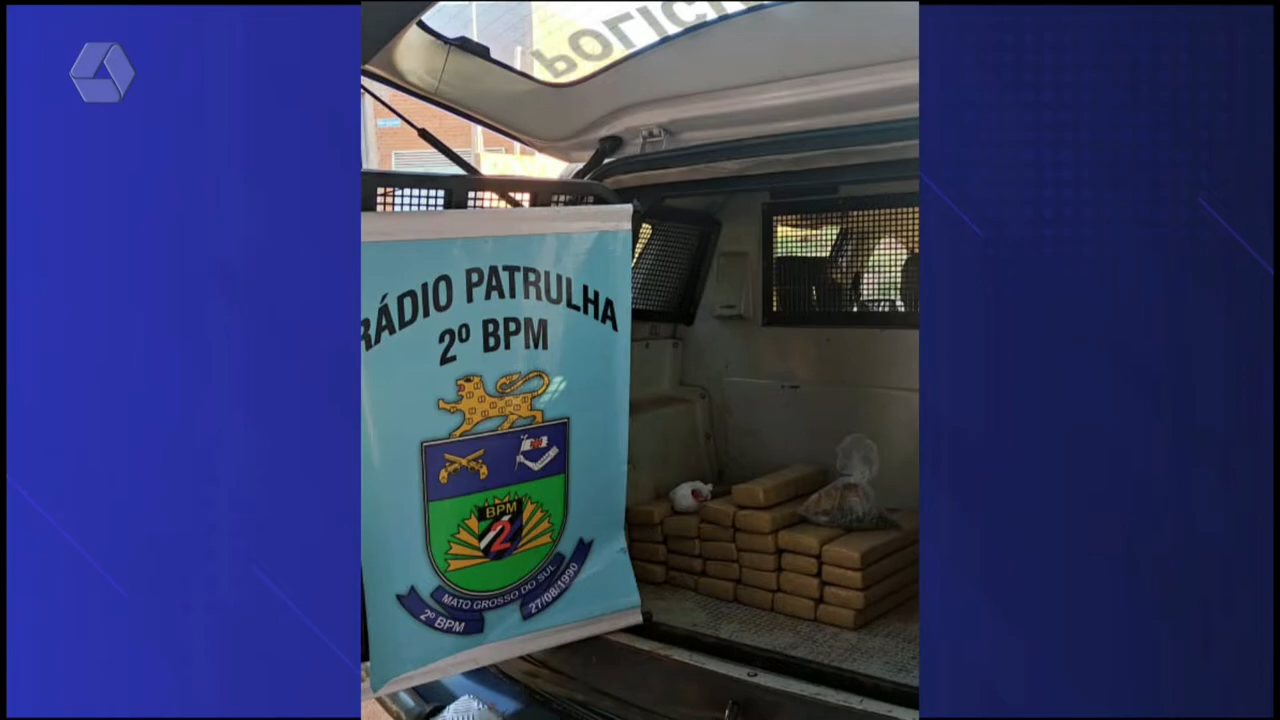 POLICIA
RÁDIO PATRULHA
2º BPM
BPM
2
MATO GROSSO DO SUL
2º BPM
27/08/1990